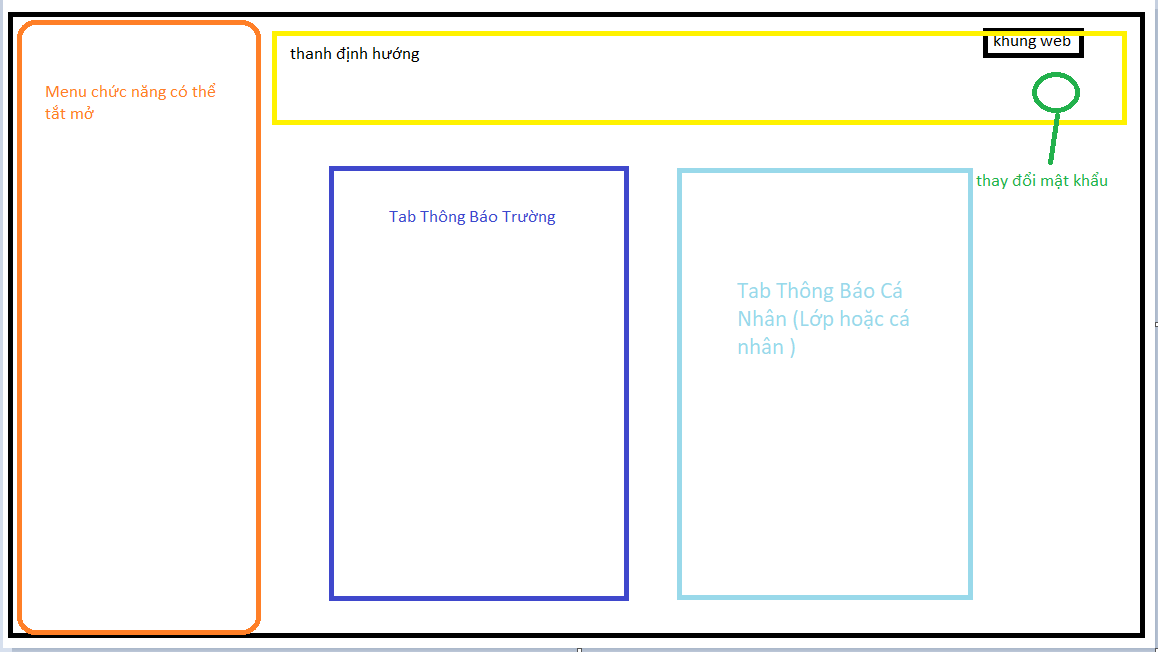 thanh định hướng
khung web
Menu chức năng có thể
tắt mở
thay đổi mật khẩu
Tab Thông Báo Trường
Tab Thông Báo Cá
Nhân (Lớp hoặc cá
nhân )